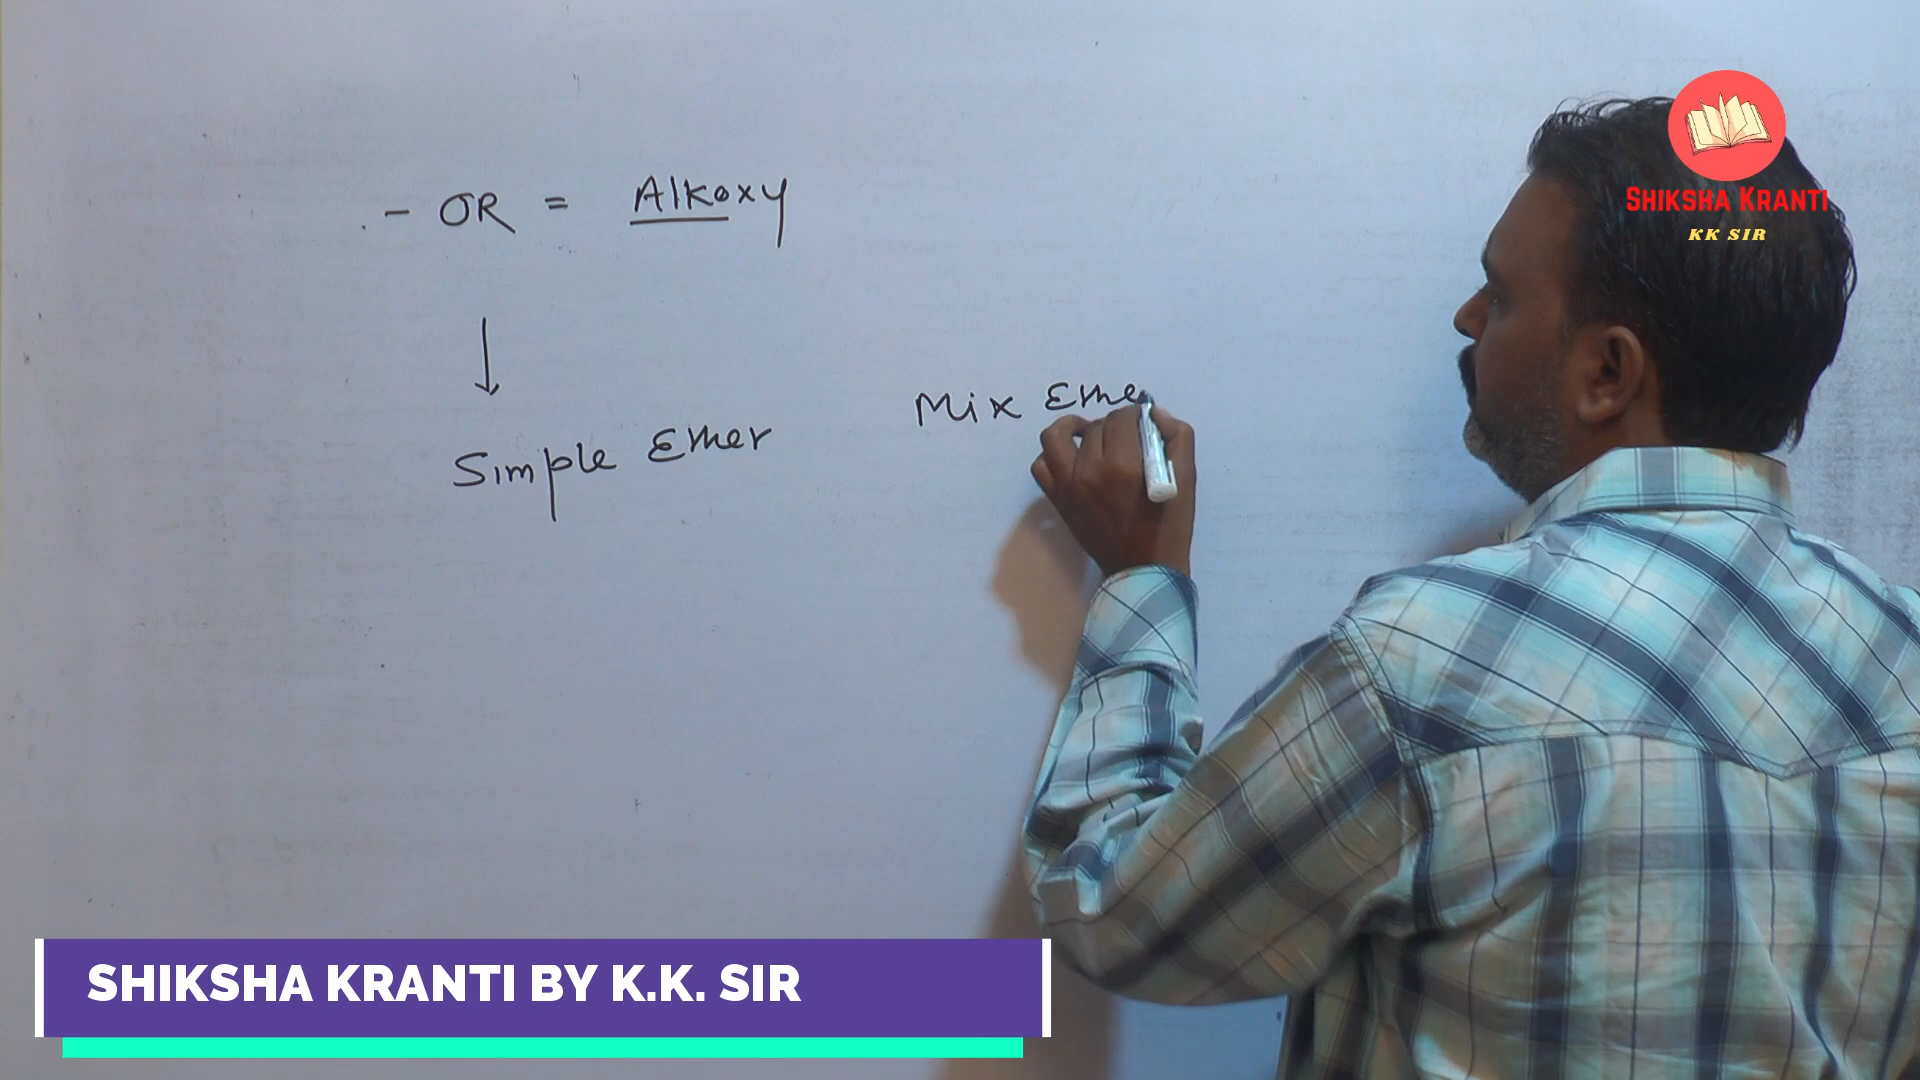 - OR = Alkoxy
Simple Ether
Mix Ethe
SHIKSHA KRANTI
KK SIR
SHIKSHA KRANTI BY K.K. SIR